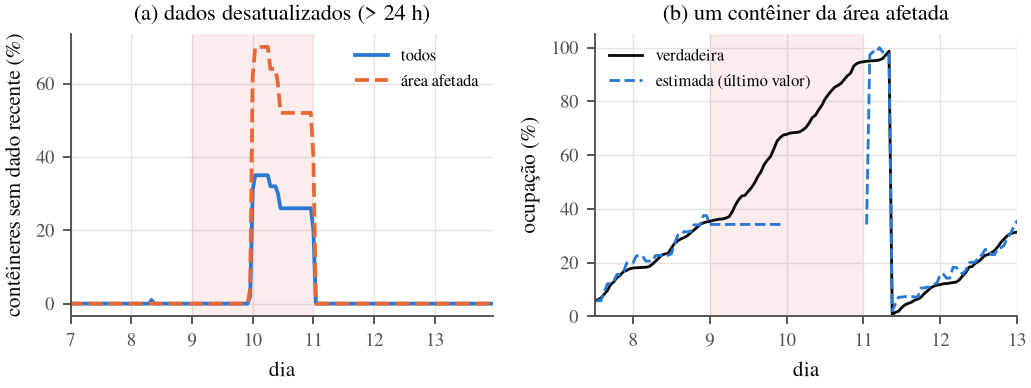 (a) dados desatualizados (> 24 h)
contêineres sem dado recente (%)
60
40
20
0
todos
área afetada
7
8
9
10
11
12
13
dia
(b) um contêiner da área afetada
ocupação (%)
100
80
60
40
20
0
verdadeira
estimada (último valor)
8
9
10
11
12
13
dia